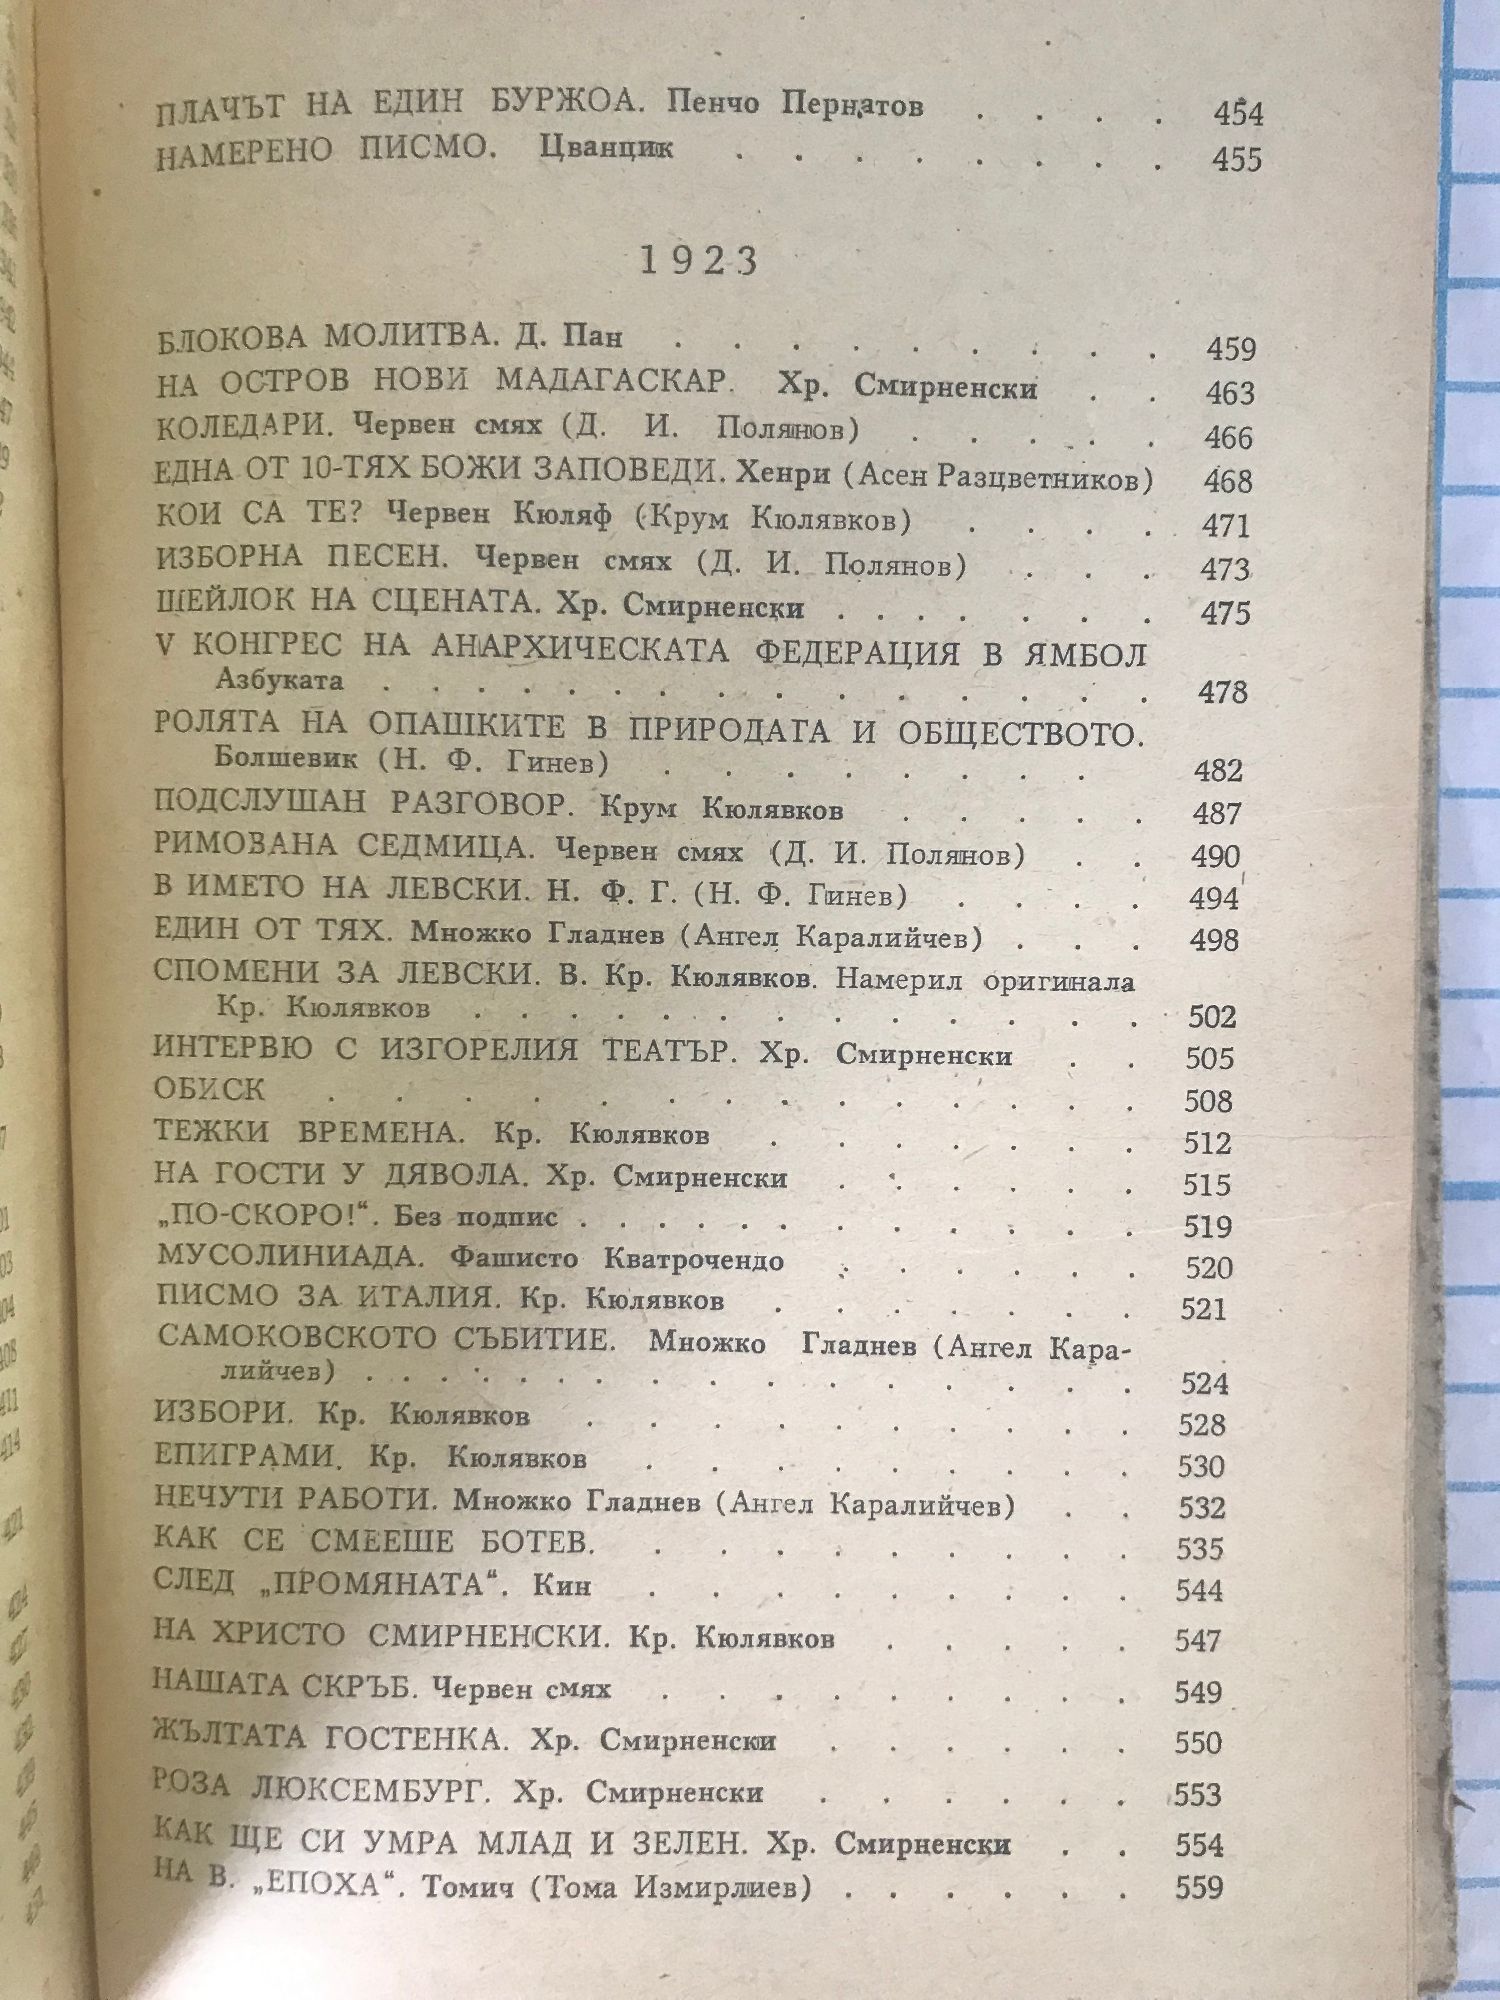 ПЛАЧЪТ НА ЕДИН БУРЖОА. Пенчо Пернатов . . . . 454
НАМЕРЕНО ПИСМО. Цванцик . . . . . . . . 455
1923
БЛОКОВА МОЛИТВА. Д. Пан . . . . . . . . . 459
НА ОСТРОВ НОВИ МАДАГАСКАР. Хр. Смирненски . . 463
КОЛЕДАРИ. Червен смях (Д. И. Полянов) . . . . . 466
ЕДНА ОТ 10-ТЯХ БОЖИ ЗАПОВЕДИ. Хенри (Асен Разцветников) 468
КОИ СА ТЕ? Червен Кюляф (Крум Кюлявков) . . . . 471
ИЗБОРНА ПЕСЕН. Червен смях (Д. И. Полянов) . . . 473
ШЕЙЛОК НА СЦЕНАТА. Хр. Смирненски . . . . . . . 475
V КОНГРЕС НА АНАРХИЧЕСКАТА ФЕДЕРАЦИЯ В ЯМБОЛ
Азбуката . . . . . . . . . . . . . . 478
РОЛЯТА НА ОПАШКИТЕ В ПРИРОДАГА И ОБЩЕСТВОТО.
Болшевик (Н. Ф. Гинев) . . . . . . . . 482
ПОДСЛУШАН РАЗГОВОР. Крум Кюлявков . . . . . 487
РИМОВАНА СЕДМИЦА. Червен смях (Д. И. Полянов) . . 490
В ИМЕТО НА ЛЕВСКИ. Н. Ф. Г. (Н. Ф. Гинев) . . . . 494
ЕДИН ОТ ТЯХ. Множко Гладнев (Ангел Каралийчев) . . . 498
СПОМЕНИ ЗА ЛЕВСКИ. В. Кр. Кюлявков. Намерил оригинала
Кр. Кюлявков . . . . . . . . . . . . 502
ИНТЕРВЮ С ИЗГОРЕЛИЯ ТЕАТЪР. Хр. Смирненски . . 505
ОБИСК . . . . . . . . . . . . . 508
ТЕЖКИ ВРЕМЕНА. Кр. Кюлявков . . . . . . . 512
НА ГОСТИ У ДЯВОЛА. Хр. Смирненски . . . . . . 515
„ПО-СКОРО!“. Без подпис . . . . . . . . . . . 519
МУСОЛИНИАДА. Фашисто Кватрочендо . . . . . . 520
ПИСМО ЗА ИТАЛИЯ. Кр. Кюлявков . . . . . . . 521
САМОКОВСКОТО СЪБИТИЕ. Множко Гладнев (Ангел Кара-
лийчев) . . . . . . . . . . . . . . . . 524
ИЗБОРИ. Кр. Кюлявков . . . . . . . . . . 528
ЕПИГРАМИ. Кр. Кюлявков . . . . . . . . . 530
НЕЧУТИ РАБОТИ. Множко Гладнев (Ангел Каралийчев) . . 532
КАК СЕ СМЕЕШЕ БОТЕВ. . . . . . . . . . 535
СЛЕД „ПРОМЯНАТА“. Кин . . . . . . . . . 544
НА ХРИСТО СМИРНЕНСКИ. Кр. Кюлявков . . . . . 547
НАШАТА СКРЪБ. Червен смях . . . . . . . . . 549
ЖЪЛТАТА ГОСТЕНКА. Хр. Смирненски . . . . . . 550
РОЗА ЛЮКСЕМБУРГ. Хр. Смирненски . . . . . . 553
КАК ЩЕ СИ УМРА МЛАД И ЗЕЛЕН. Хр. Смирненски . . 554
НА В. „ЕПОХА“. Томич (Тома Измирлиев) . . . . . . 559